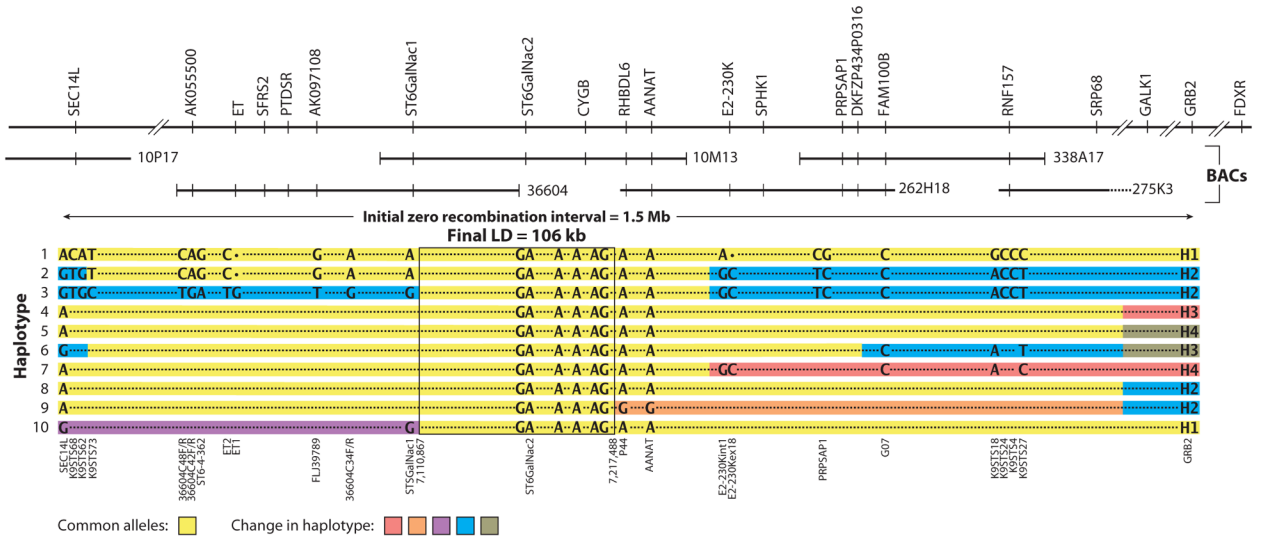 SEC14L AK055500 ET SFRS2 PTDSR AK097108 ST6GalNac1 ST6GalNac2 CYGB RHBDL6 AANAT E2-230K SPHK1 PRPSAP1 DKFZP434P0316 FAM100B RNF157 SRP68 GALK1 GRB2 FDXR
10P17 10M13 338A17
36604 262H18 275K3
BACs
Initial zero recombination interval = 1.5 Mb
Final LD = 106 kb
Haplotype
1 ACAT CAG C• G A A GA A A AG A A A• CG C GCCC H1
2 GTGT CAG C• G A A GA A A AG A A GC TC C ACCT H2
3 GTGC TGA TG T G G GA A A AG A A GC TC C ACCT H2
4 A GA A A AG A A H3
5 A GA A A AG A A H4
6 G GA A A AG A A C A T H3
7 A GA A A AG A A GC C A C H4
8 A GA A A AG A A H2
9 A GA A A AG G G H2
10 G G GA A A AG A A H1
SEC14L K9STS68 K9STS62 K9STS73 36604C48F/R 36604C42F/R ST6-4-362 ET2 ET1 FLJ39789 36604C34F/R STSGalNac1 7,110,867 ST6GalNac2 7,217,488 P44 AANAT E2-230Kint1 E2-230Kex18 PRPSAP1 G07 K9STS18 K9STS24 K9STS4 K9STS27 GRB2
Common alleles: Change in haplotype: